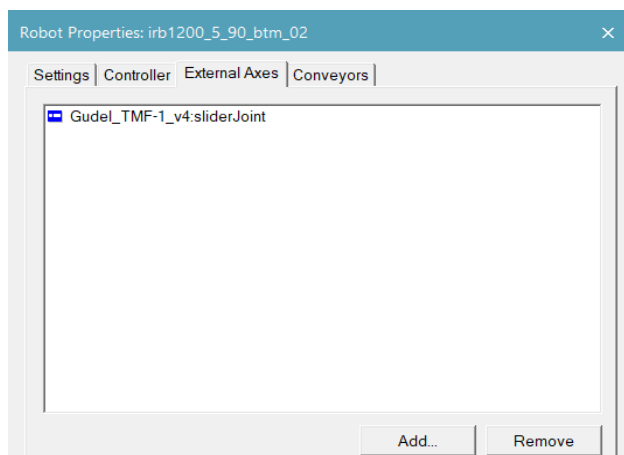 Robot Properties: irb1200_5_90_btm_02
Settings Controller External Axes Conveyors
Gudel_TMF-1_v4:sliderJoint
Add... Remove